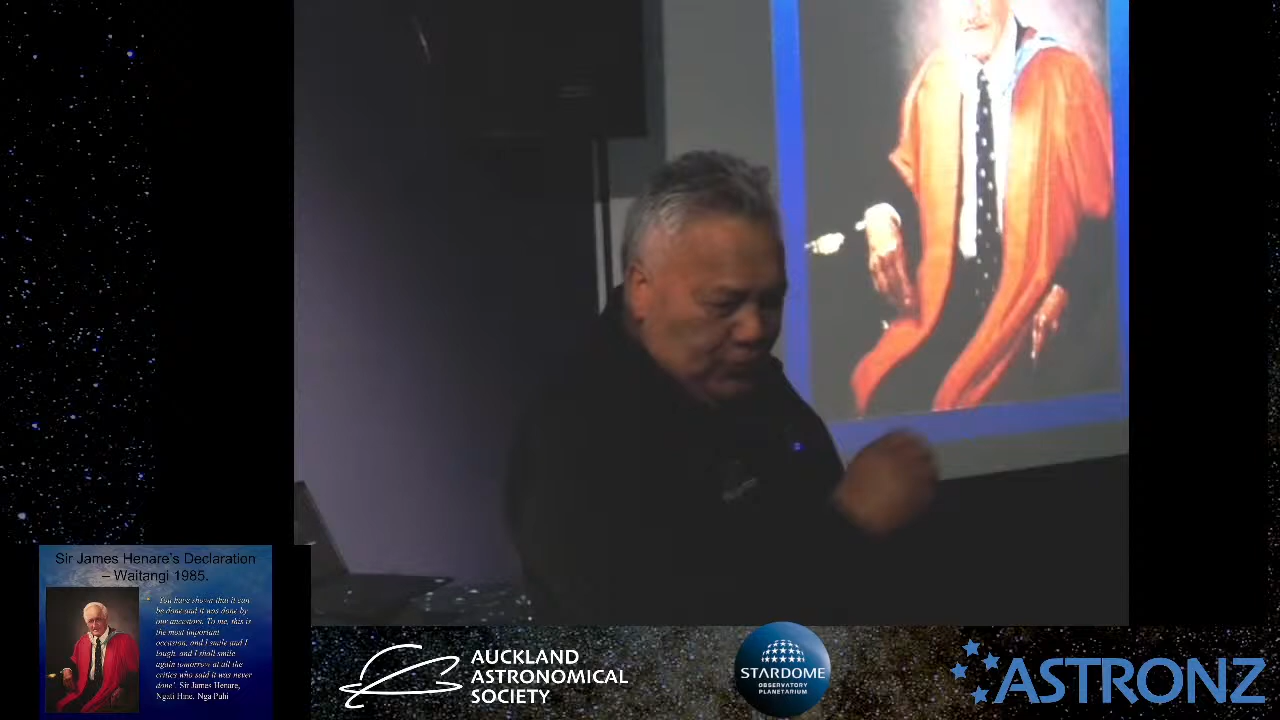 Sir James Henare's Declaration
– Waitangi 1985.
'You have shown that it can
be done and it was done by
our ancestors. To me, this is
the most important
occasion, and I smile and I
laugh, and I shall smile
again tomorrow at all the
critics who said it was never
done'. Sir James Henare,
Ngati Hine, Nga Puhi
AUCKLAND
ASTRONOMICAL
SOCIETY
STARDOME
OBSERVATORY
PLANETARIUM
ASTRONZ